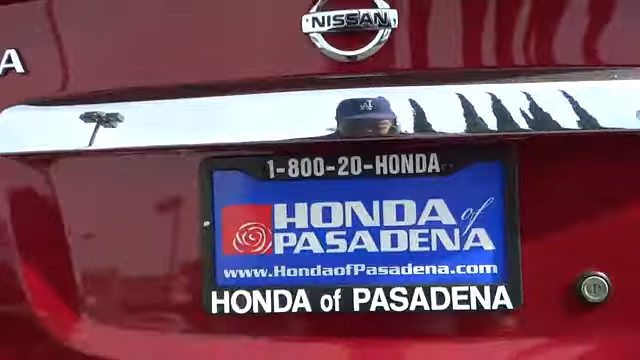 NISSAN
A
1-800-20-HONDA
HONDA of
PASADENA
www.HondaofPasadena.com
HONDA of PASADENA